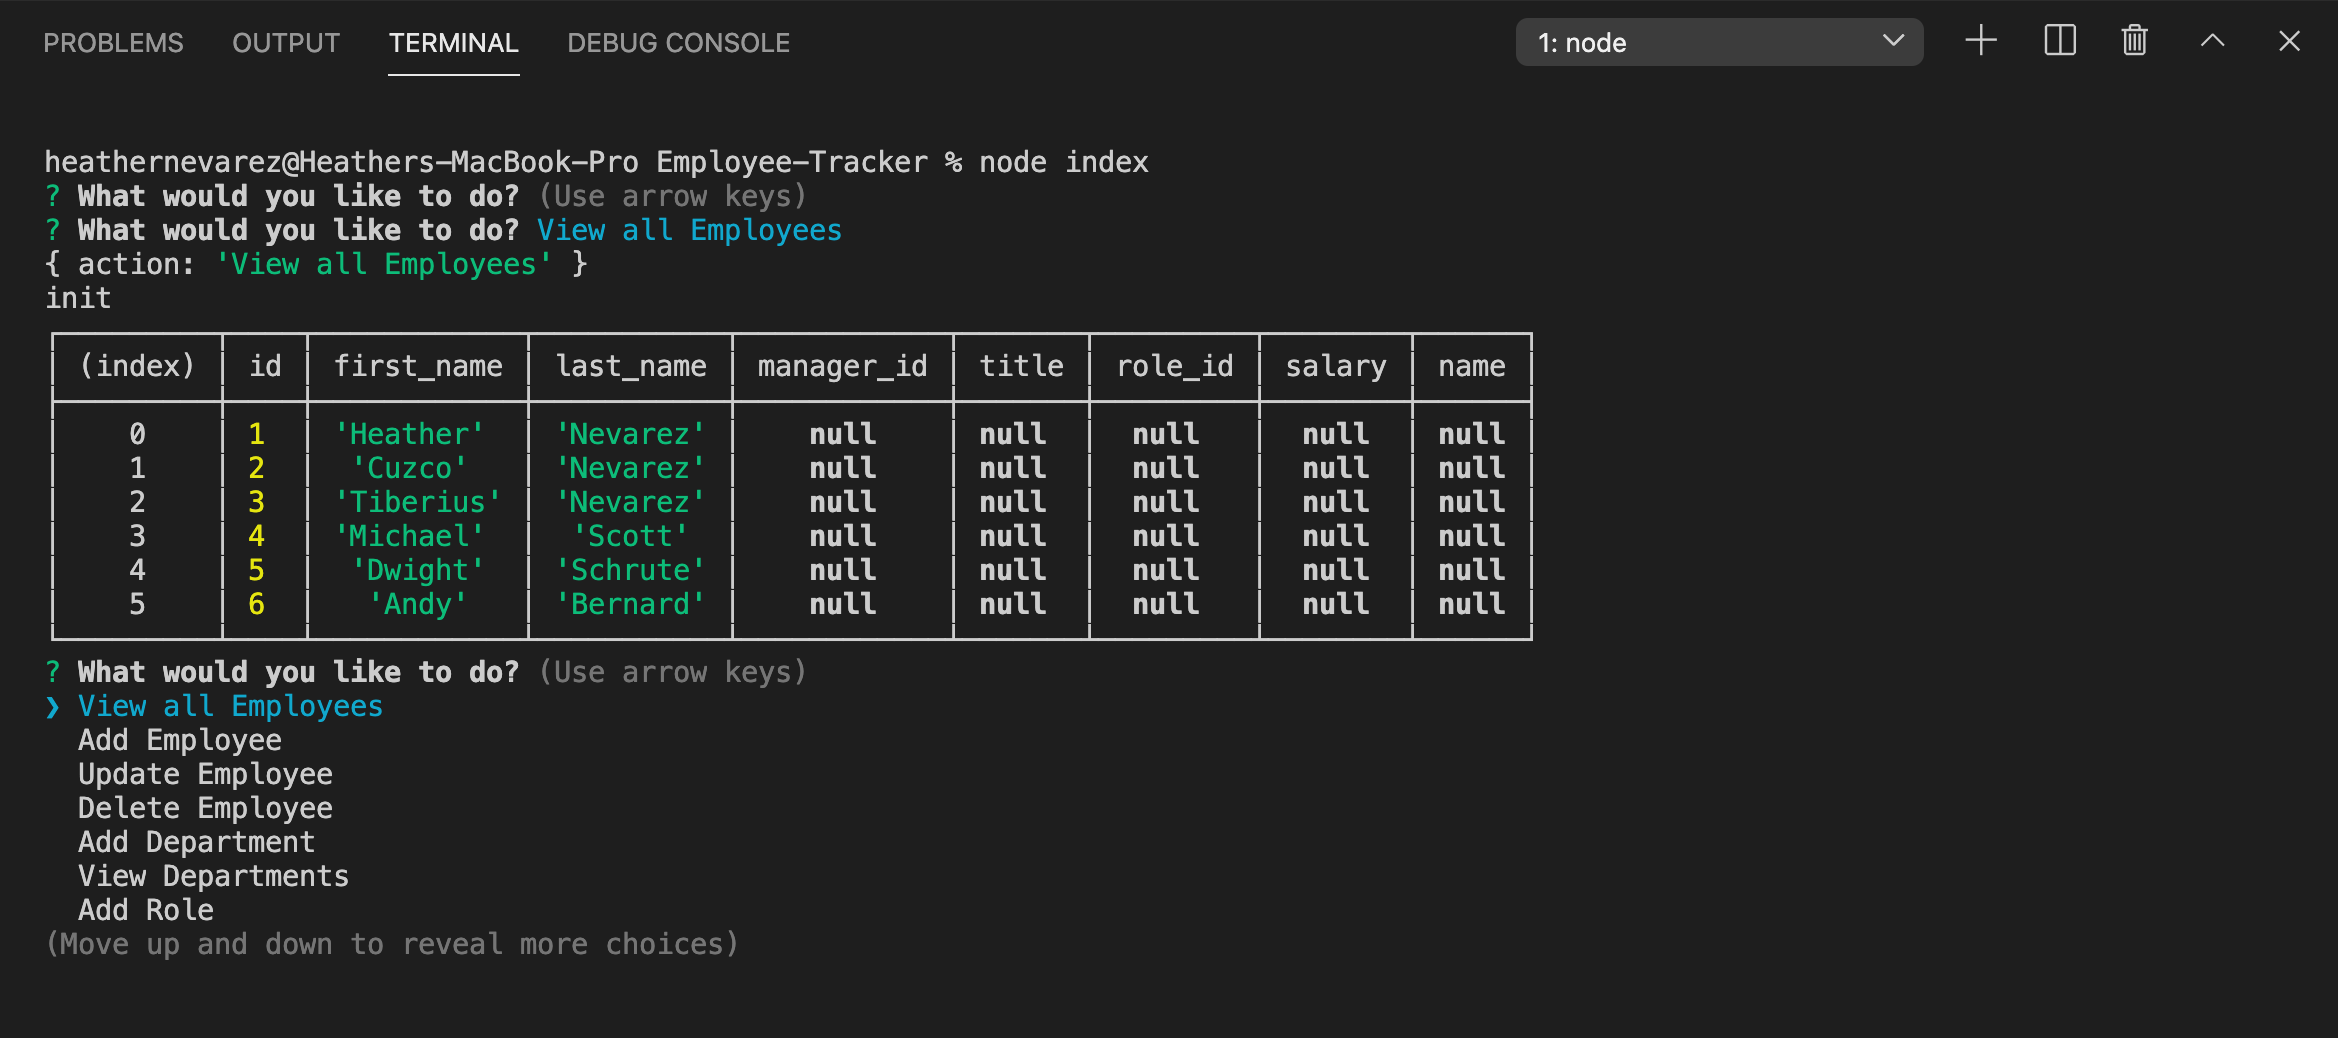 PROBLEMS OUTPUT TERMINAL DEBUG CONSOLE 1: node
heathernevarez@Heathers-MacBook-Pro Employee-Tracker % node index
? What would you like to do? (Use arrow keys)
? What would you like to do? View all Employees
{ action: 'View all Employees' }
init
(index) id first_name last_name manager_id title role_id salary name
0 1 'Heather' 'Nevarez' null null null null null
1 2 'Cuzco' 'Nevarez' null null null null null
2 3 'Tiberius' 'Nevarez' null null null null null
3 4 'Michael' 'Scott' null null null null null
4 5 'Dwight' 'Schrute' null null null null null
5 6 'Andy' 'Bernard' null null null null null
? What would you like to do? (Use arrow keys)
❯ View all Employees
Add Employee
Update Employee
Delete Employee
Add Department
View Departments
Add Role
(Move up and down to reveal more choices)